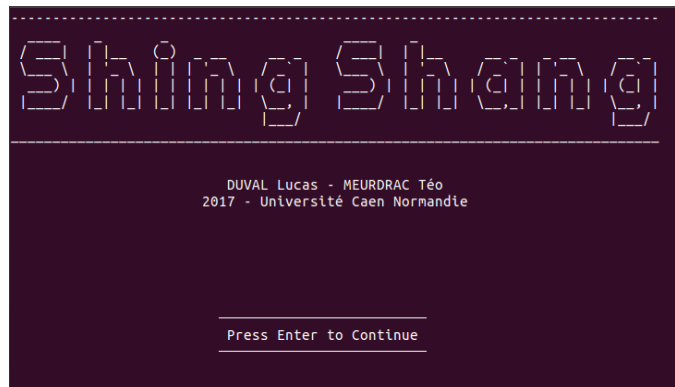 Shing Shang
DUVAL Lucas - MEURDRAC Téo
2017 - Université Caen Normandie
Press Enter to Continue